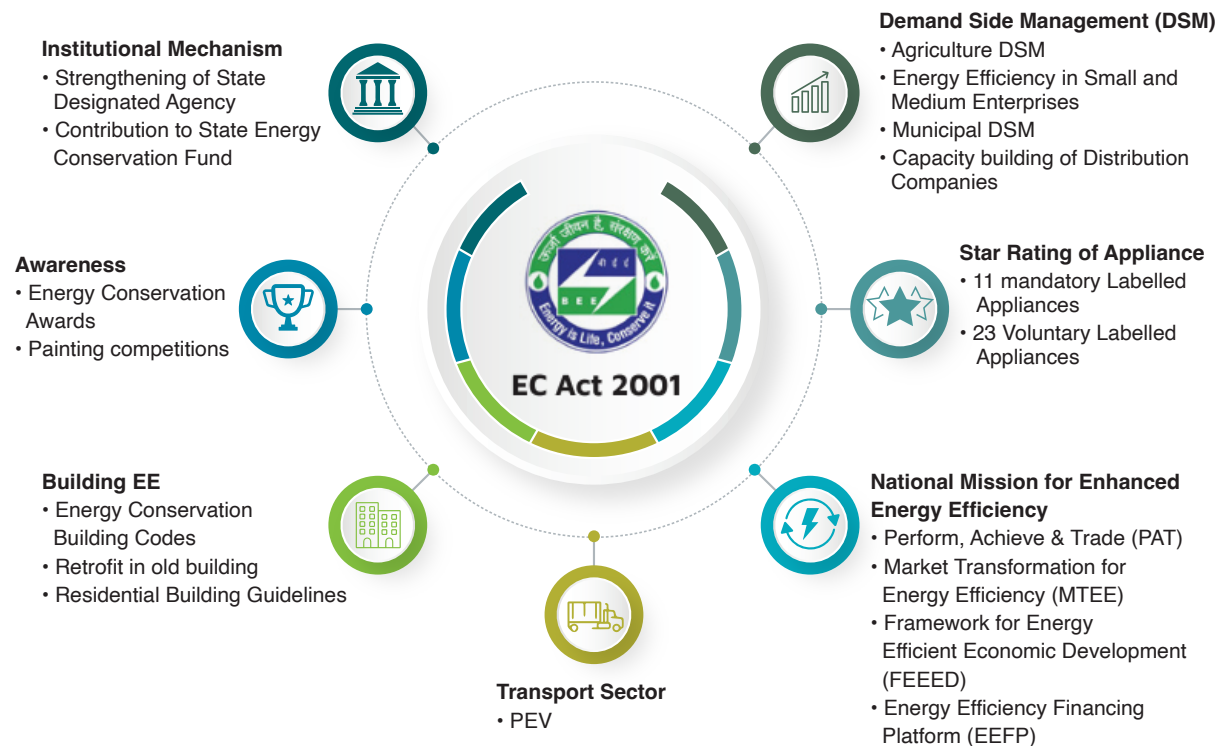 Institutional Mechanism
• Strengthening of State
Designated Agency
• Contribution to State Energy
Conservation Fund
Demand Side Management (DSM)
• Agriculture DSM
• Energy Efficiency in Small and
Medium Enterprises
• Municipal DSM
• Capacity building of Distribution
Companies
Awareness
• Energy Conservation
Awards
• Painting competitions
ऊर्जा जीवन है, संरक्षण करें
बी ई ई
B E E
Energy is Life, Conserve it
EC Act 2001
Star Rating of Appliance
• 11 mandatory Labelled
Appliances
• 23 Voluntary Labelled
Appliances
Building EE
• Energy Conservation
Building Codes
• Retrofit in old building
• Residential Building Guidelines
Transport Sector
• PEV
National Mission for Enhanced
Energy Efficiency
• Perform, Achieve & Trade (PAT)
• Market Transformation for
Energy Efficiency (MTEE)
• Framework for Energy
Efficient Economic Development
(FEEED)
• Energy Efficiency Financing
Platform (EEFP)